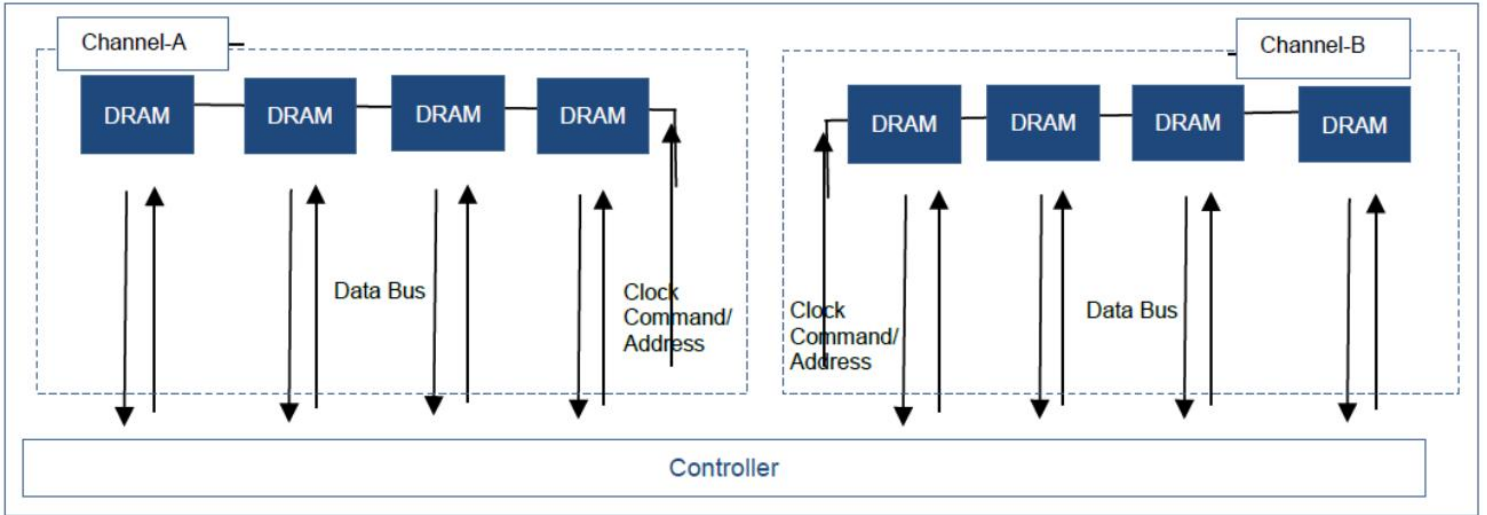 Channel-A
Channel-B
DRAM
DRAM
DRAM
DRAM
DRAM
DRAM
DRAM
DRAM
Data Bus
Clock
Command/
Address
Clock
Command/
Address
Data Bus
Controller